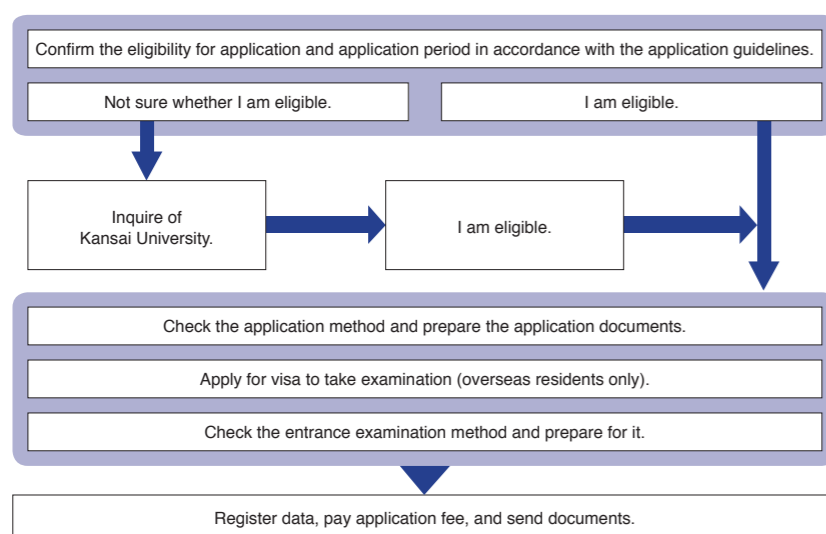 Confirm the eligibility for application and application period in accordance with the application guidelines.
Not sure whether I am eligible.
I am eligible.
Inquire of
Kansai University.
I am eligible.
Check the application method and prepare the application documents.
Apply for visa to take examination (overseas residents only).
Check the entrance examination method and prepare for it.
Register data, pay application fee, and send documents.